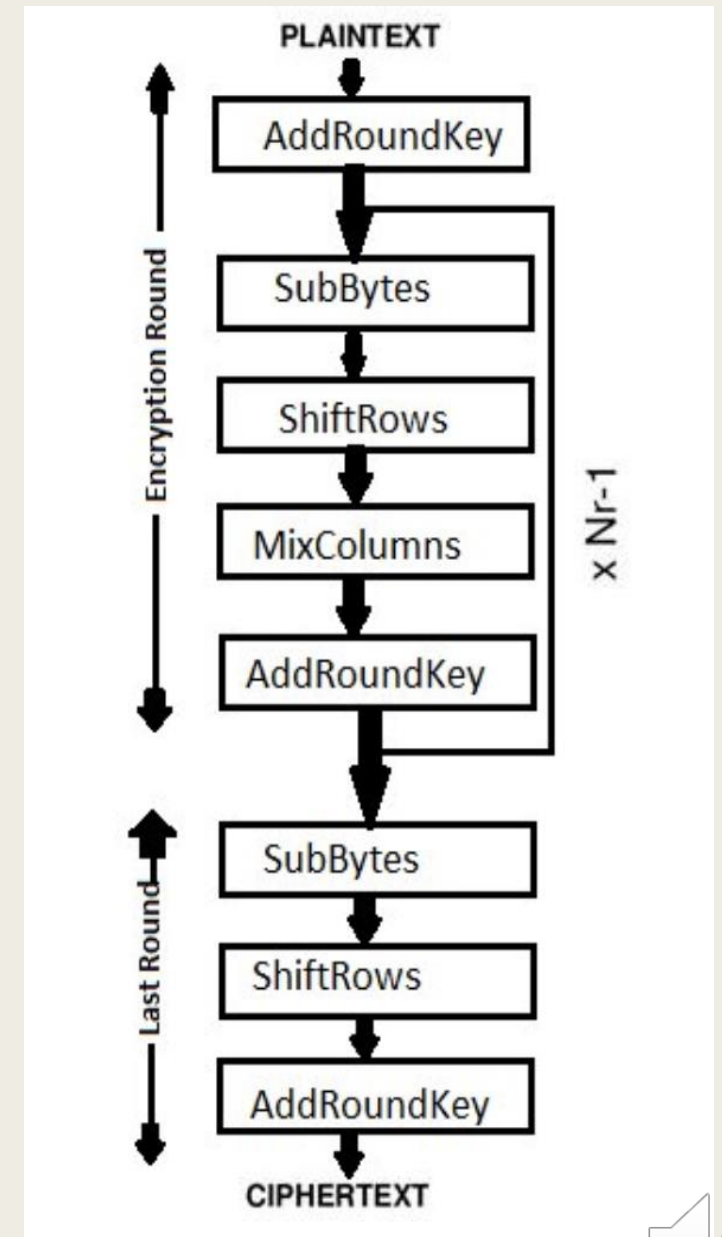 PLAINTEXT
AddRoundKey
SubBytes
ShiftRows
MixColumns
AddRoundKey
Encryption Round
x Nr-1
SubBytes
ShiftRows
AddRoundKey
Last Round
CIPHERTEXT